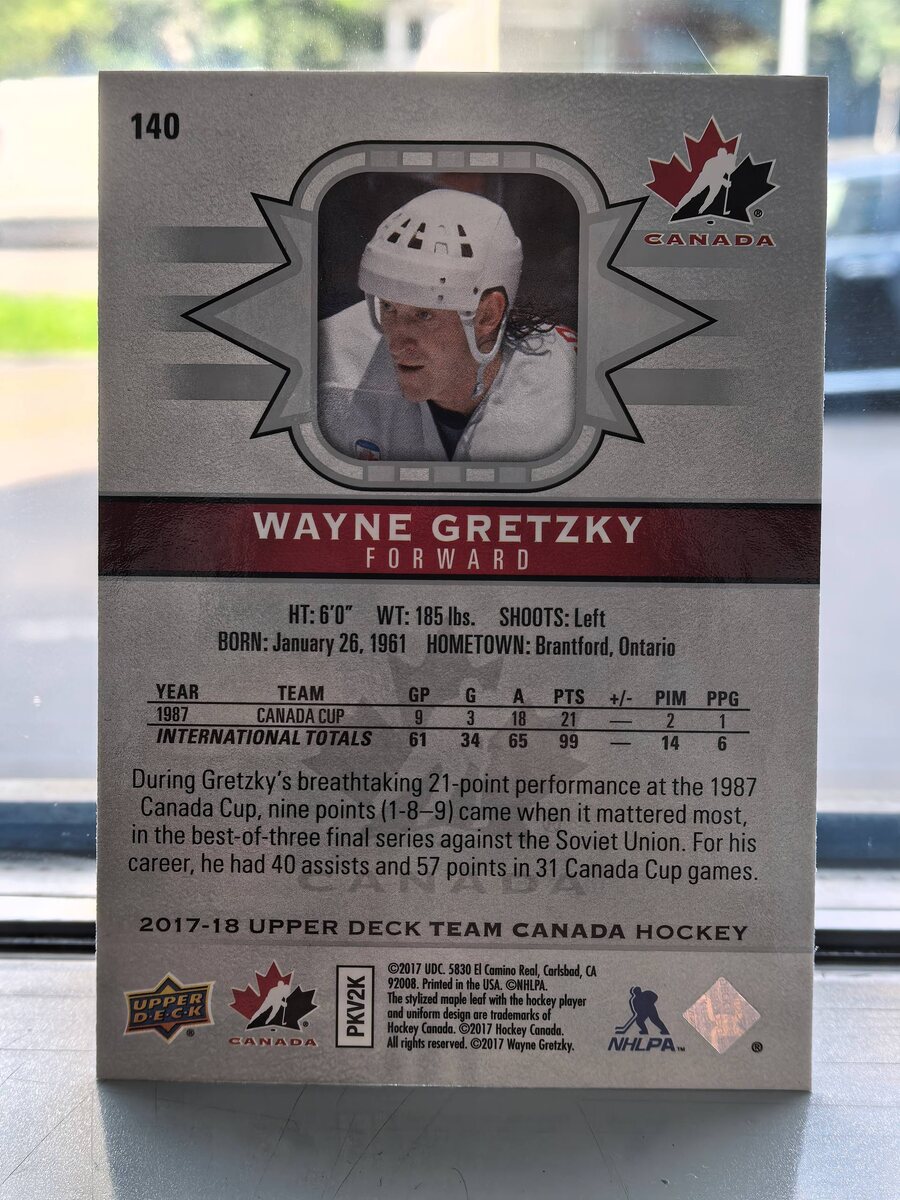 140
CANADA
®
WAYNE GRETZKY
FORWARD
HT: 6'0" WT: 185 lbs. SHOOTS: Left
BORN: January 26, 1961 HOMETOWN: Brantford, Ontario
YEAR TEAM GP G A PTS +/- PIM PPG
1987 CANADA CUP 9 3 18 21 — 2 1
INTERNATIONAL TOTALS 61 34 65 99 — 14 6
During Gretzky's breathtaking 21-point performance at the 1987
Canada Cup, nine points (1-8–9) came when it mattered most,
in the best-of-three final series against the Soviet Union. For his
career, he had 40 assists and 57 points in 31 Canada Cup games.
CANADA
2017-18 UPPER DECK TEAM CANADA HOCKEY
UPPER
D•E•C•K
®
CANADA
®
PKV2K
©2017 UDC. 5830 El Camino Real, Carlsbad, CA
92008. Printed in the USA. ©NHLPA.
The stylized maple leaf with the hockey player
and uniform design are trademarks of
Hockey Canada. ©2017 Hockey Canada.
All rights reserved. ©2017 Wayne Gretzky.
NHLPA™
®